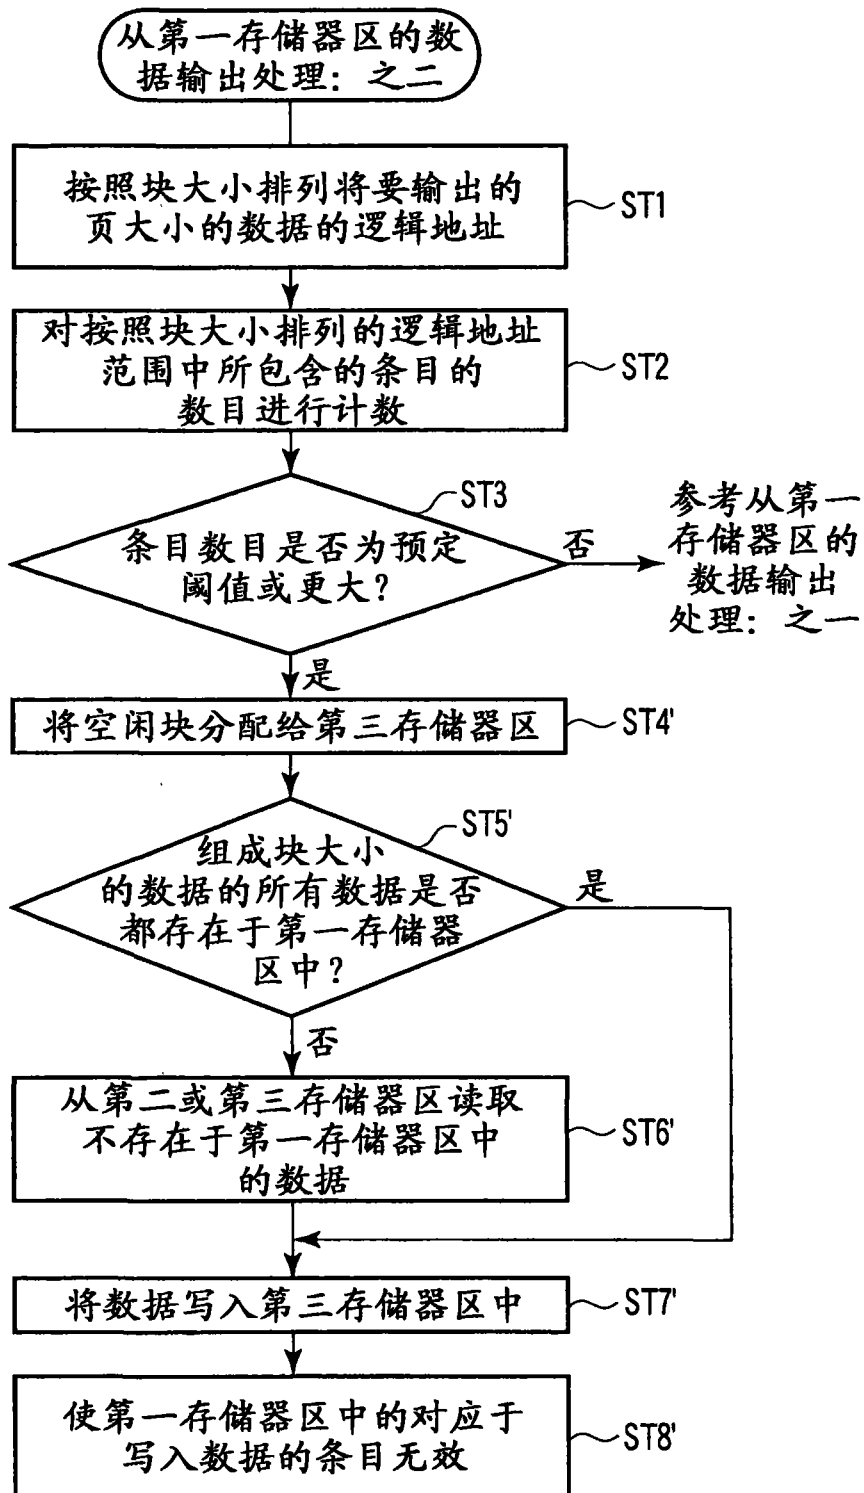 从第一存储器区的数
据输出处理：之二
按照块大小排列将要输出的
页大小的数据的逻辑地址
ST1
对按照块大小排列的逻辑地址
范围中所包含的条目的
数目进行计数
ST2
ST3
条目数目是否为预定
阈值或更大？
否
参考从第一
存储器区的
数据输出
处理：之一
是
将空闲块分配给第三存储器区
ST4'
ST5'
组成块大小
的数据的所有数据是否
都存在于第一存储器
区中？
是
否
从第二或第三存储器区读取
不存在于第一存储器区中
的数据
ST6'
将数据写入第三存储器区中
ST7'
使第一存储器区中的对应于
写入数据的条目无效
ST8'